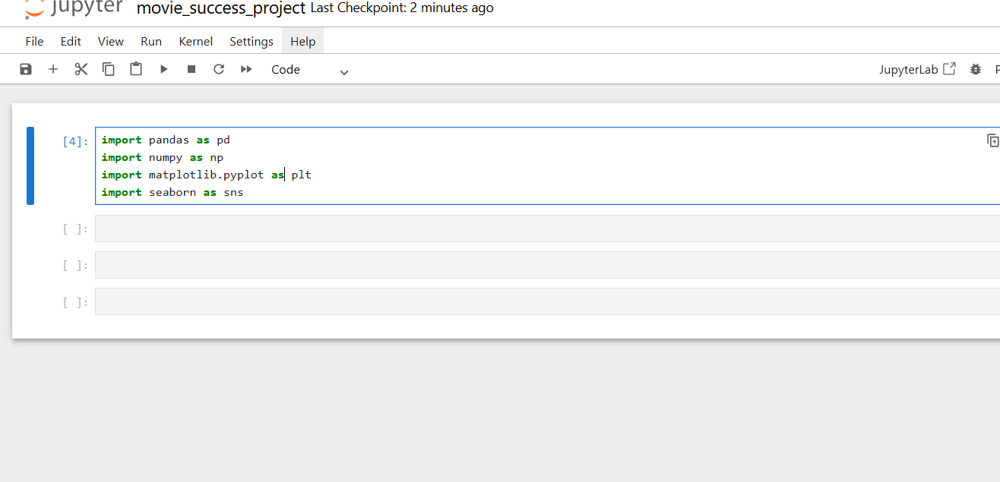 jupyter movie_success_project Last Checkpoint: 2 minutes ago
File Edit View Run Kernel Settings Help
Code JupyterLab
[4]: import pandas as pd
import numpy as np
import matplotlib.pyplot as plt
import seaborn as sns
[ ]:
[ ]:
[ ]: